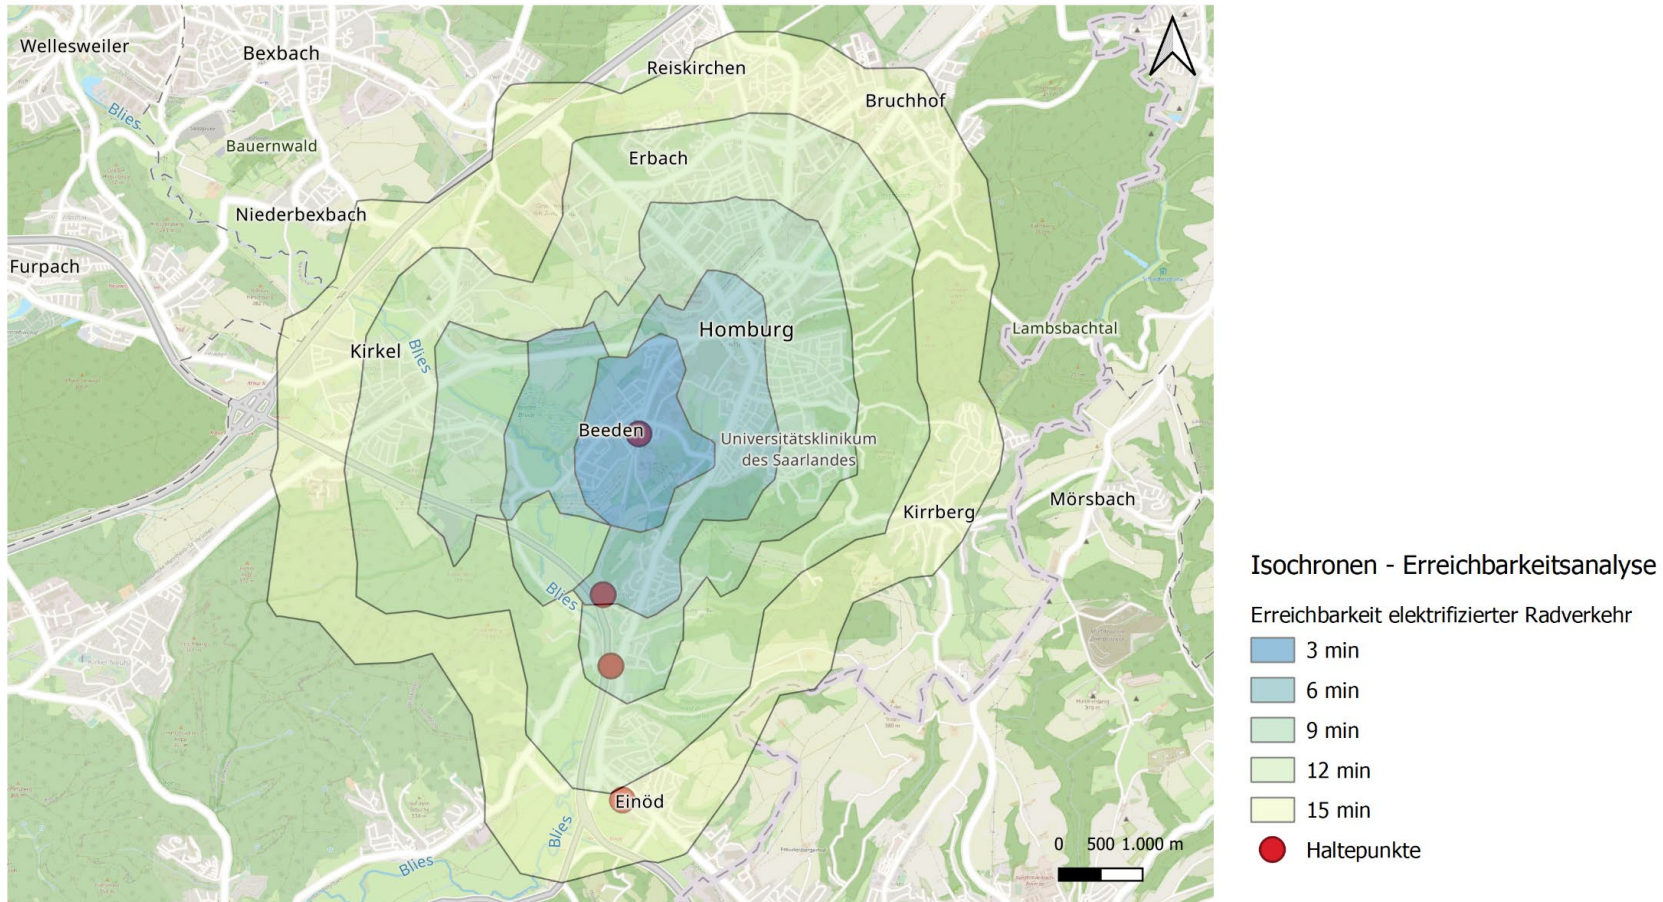 Wellesweiler
Bexbach
Reiskirchen
Bruchhof
Blies
Bauernwald
Erbach
Niederbexbach
Furpach
Homburg
Lambsbachtal
Kirkel
Blies
Beeden
Universitätsklinikum
des Saarlandes
Mörsbach
Kirrberg
Blies
Einöd
Blies
Blies
0 500 1.000 m
Isochronen - Erreichbarkeitsanalyse
Erreichbarkeit elektrifizierter Radverkehr
3 min
6 min
9 min
12 min
15 min
Haltepunkte